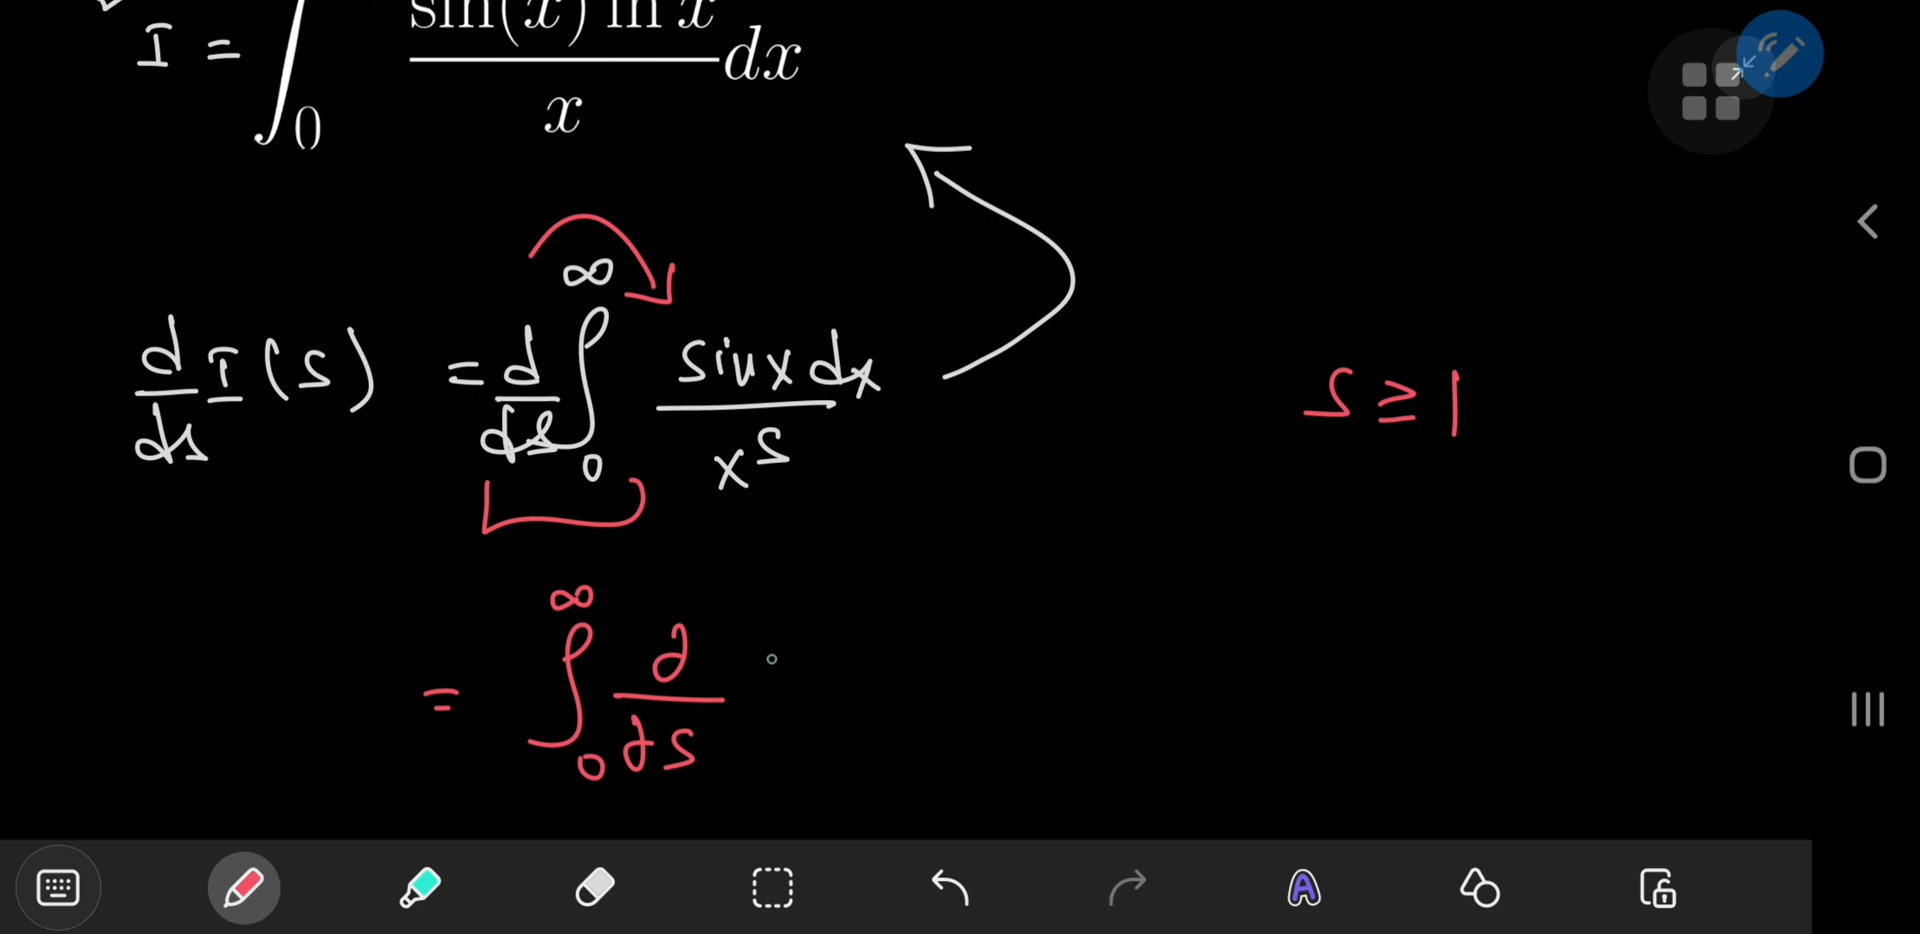 I = ∫₀ sin(x) ln x / x dx
d/ds I(s) = d/ds ∫₀^∞ sin x dx / x^s
s ≥ 1
= ∫₀^∞ ∂/∂s